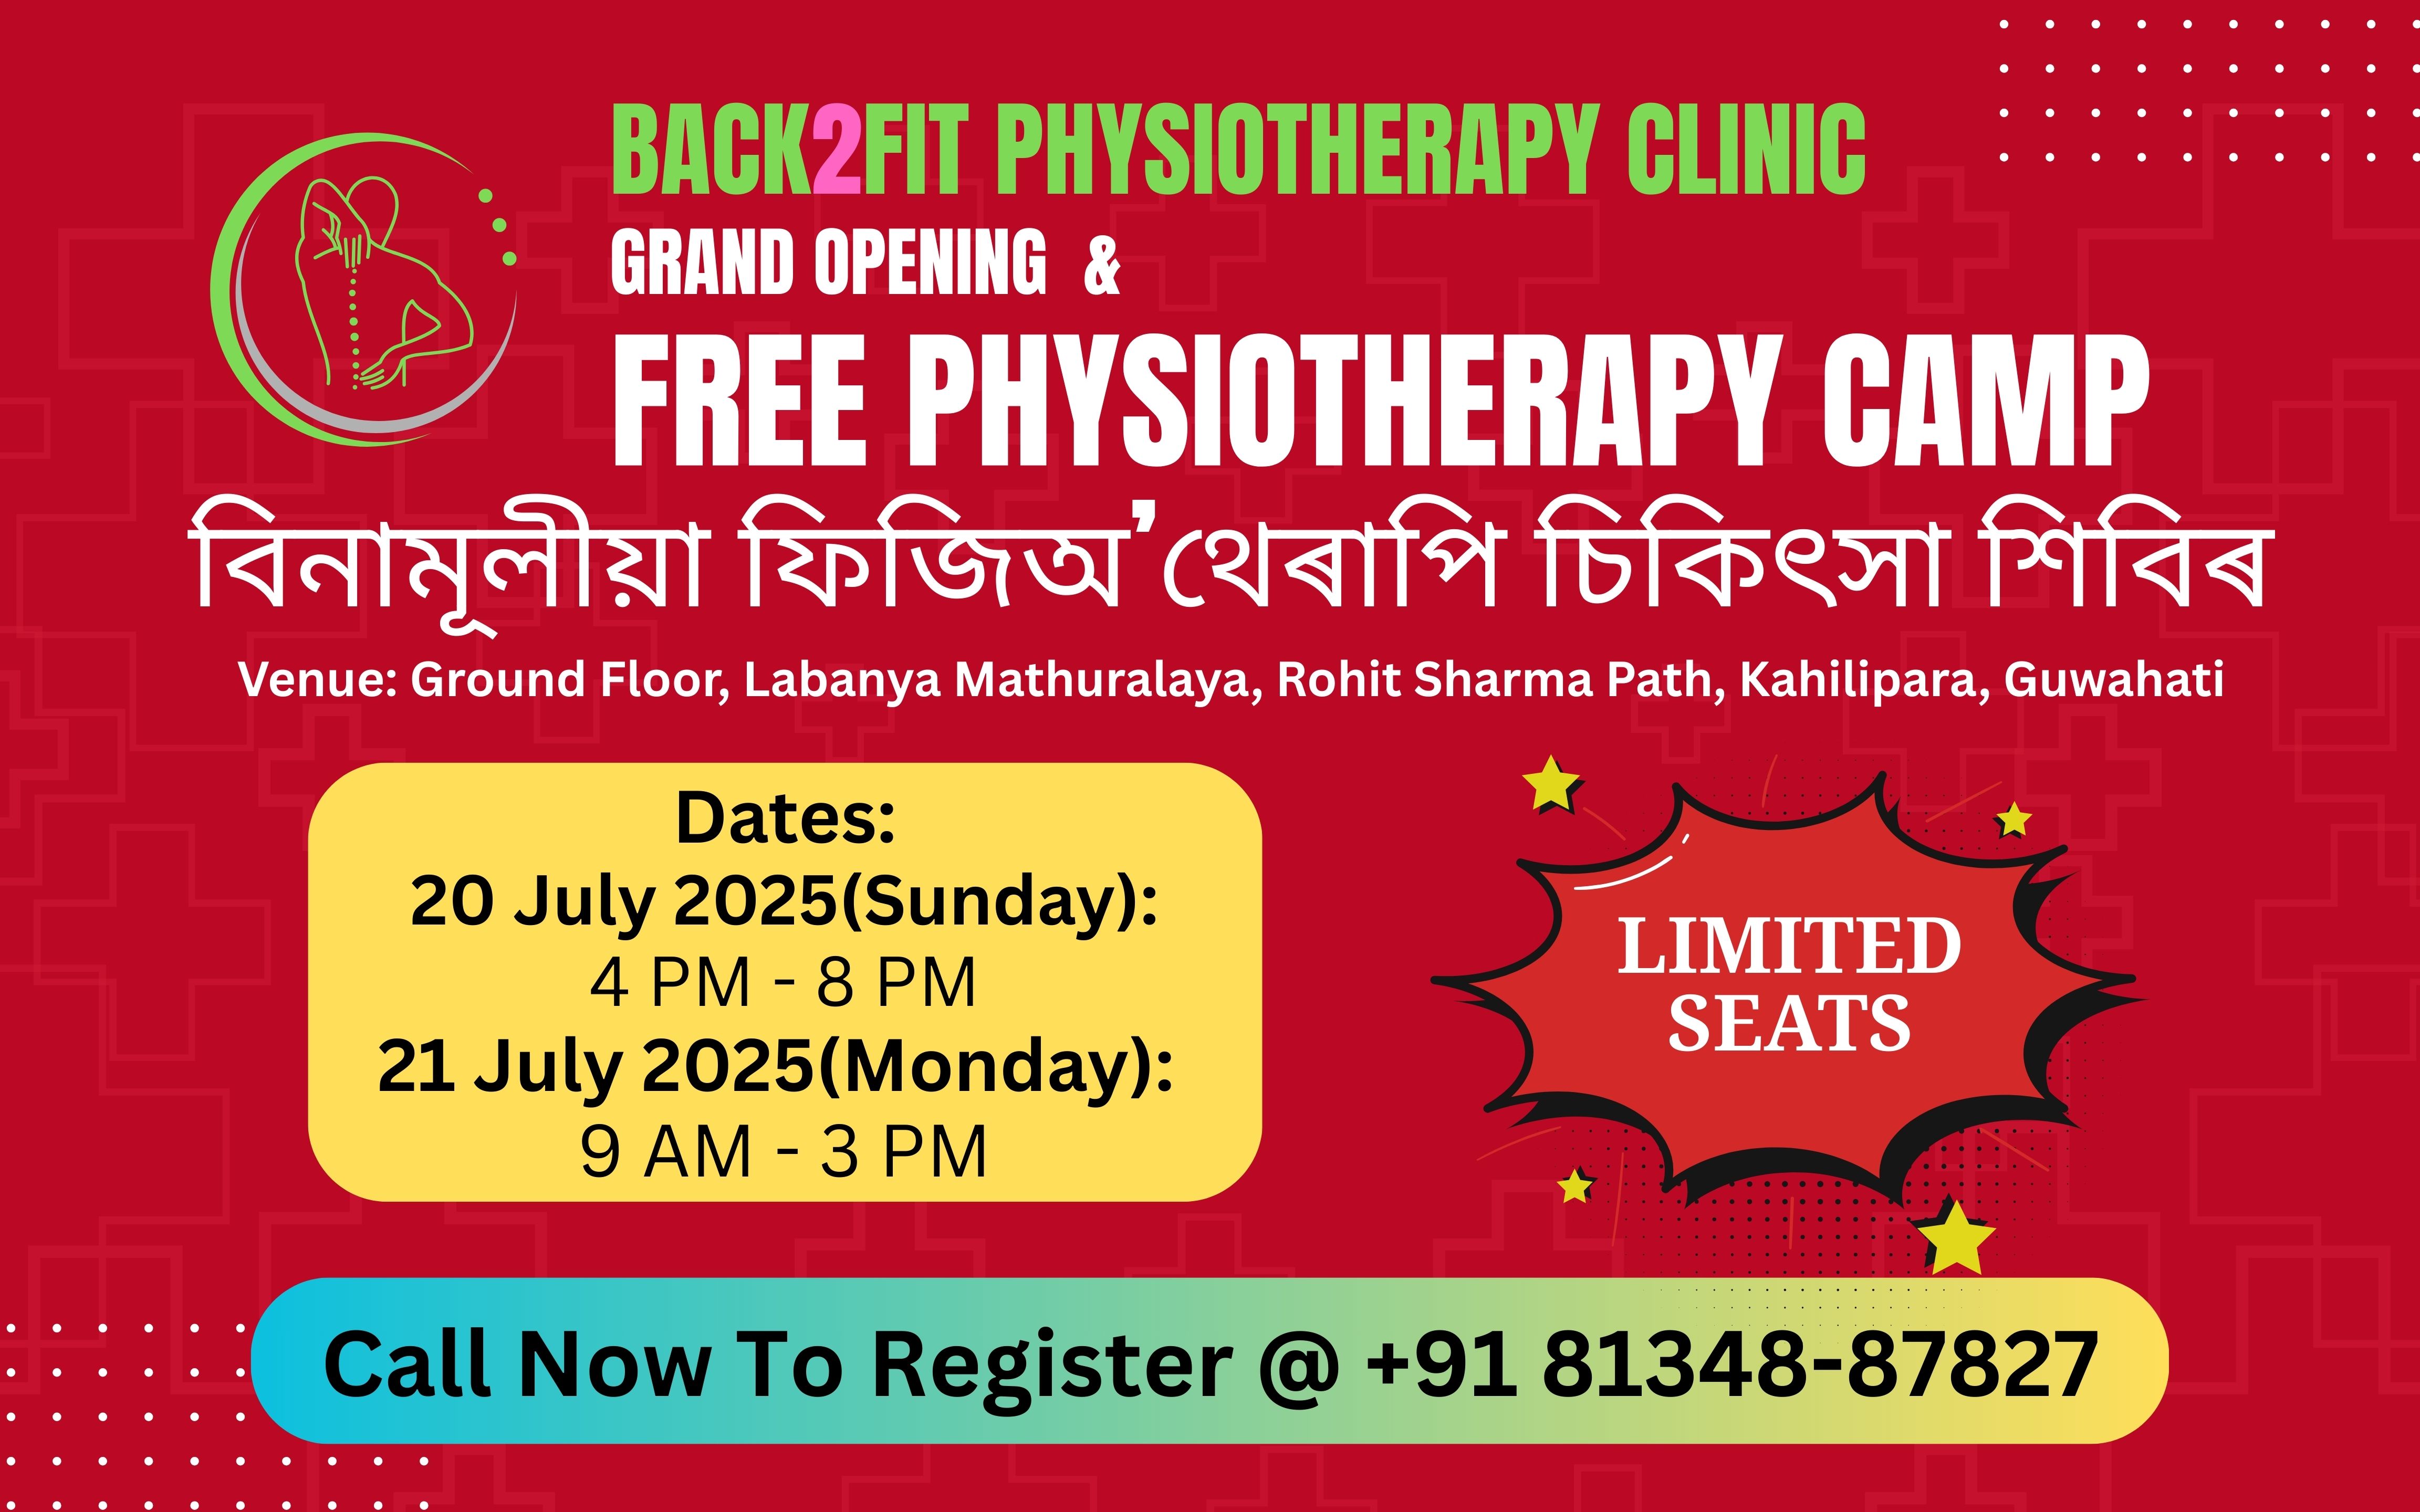 BACK2FIT PHYSIOTHERAPY CLINIC
GRAND OPENING &
FREE PHYSIOTHERAPY CAMP
বিনামূলীয়া ফিজিঅ’থেৰাপি চিকিৎসা শিবিৰ
Venue: Ground Floor, Labanya Mathuralaya, Rohit Sharma Path, Kahilipara, Guwahati
Dates:
20 July 2025(Sunday):
4 PM - 8 PM
21 July 2025(Monday):
9 AM - 3 PM
LIMITED
SEATS
Call Now To Register @ +91 81348-87827